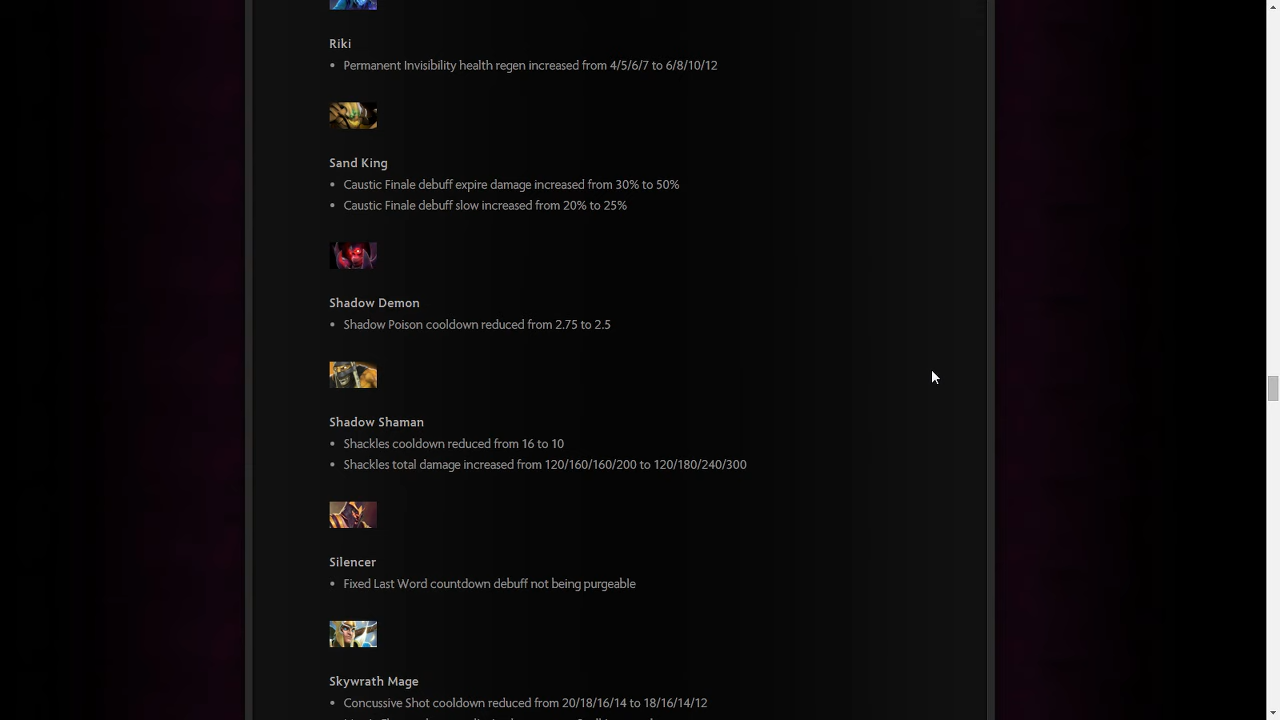 Riki
• Permanent Invisibility health regen increased from 4/5/6/7 to 6/8/10/12
Sand King
• Caustic Finale debuff expire damage increased from 30% to 50%
• Caustic Finale debuff slow increased from 20% to 25%
Shadow Demon
• Shadow Poison cooldown reduced from 2.75 to 2.5
Shadow Shaman
• Shackles cooldown reduced from 16 to 10
• Shackles total damage increased from 120/160/160/200 to 120/180/240/300
Silencer
• Fixed Last Word countdown debuff not being purgeable
Skywrath Mage
• Concussive Shot cooldown reduced from 20/18/16/14 to 18/16/14/12